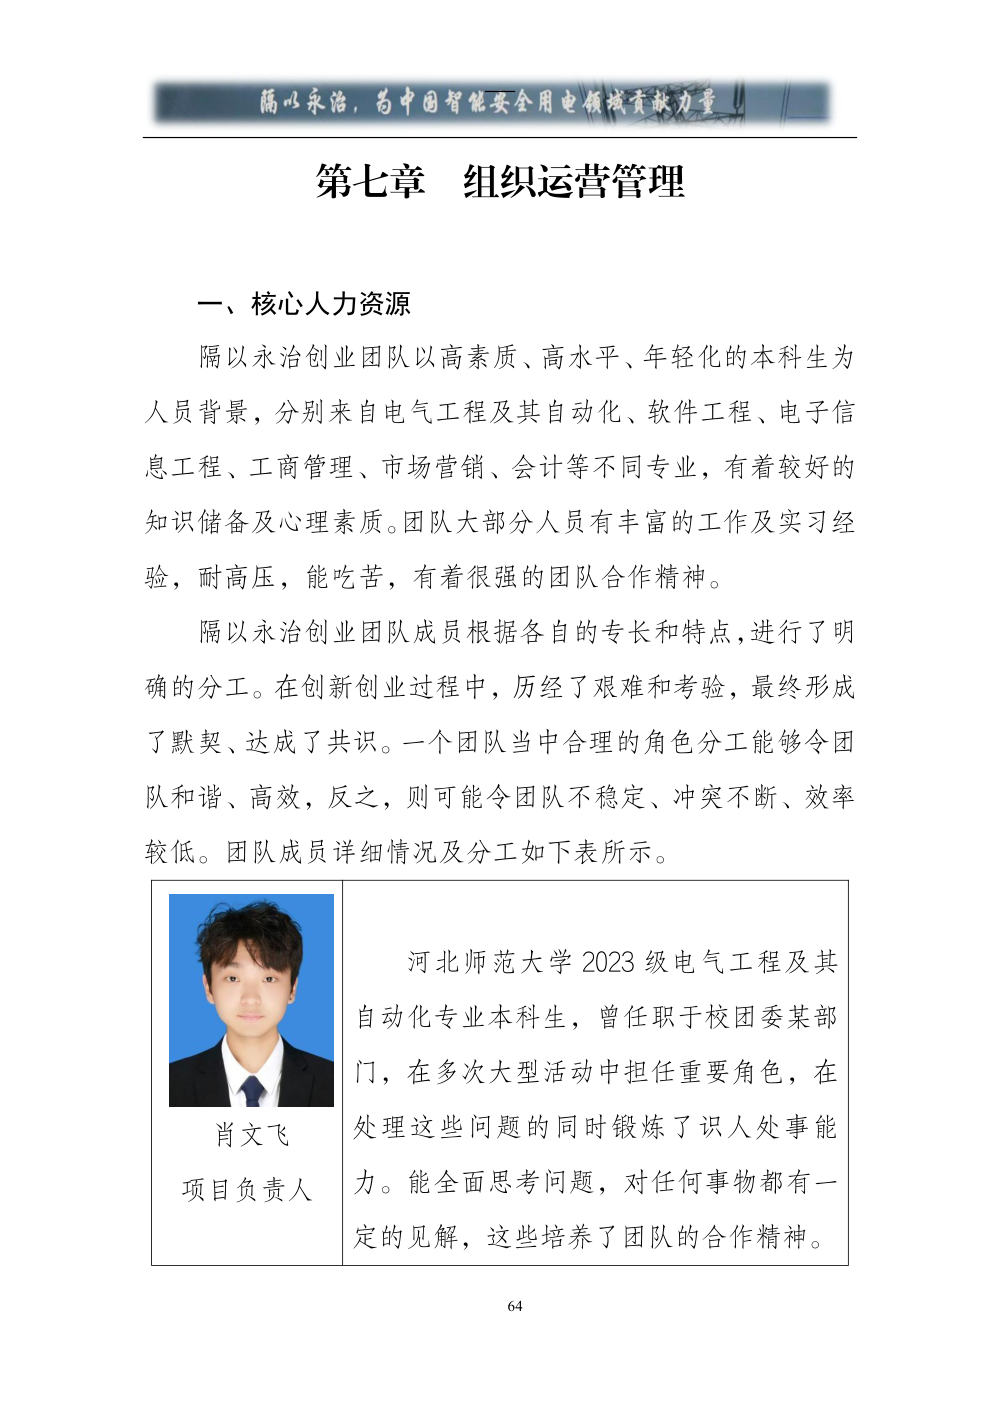 隔以永治，为中国智能安全用电领域贡献力量
第七章　组织运营管理
一、核心人力资源
隔以永治创业团队以高素质、高水平、年轻化的本科生为
人员背景，分别来自电气工程及其自动化、软件工程、电子信
息工程、工商管理、市场营销、会计等不同专业，有着较好的
知识储备及心理素质。团队大部分人员有丰富的工作及实习经
验，耐高压，能吃苦，有着很强的团队合作精神。
隔以永治创业团队成员根据各自的专长和特点，进行了明
确的分工。在创新创业过程中，历经了艰难和考验，最终形成
了默契、达成了共识。一个团队当中合理的角色分工能够令团
队和谐、高效，反之，则可能令团队不稳定、冲突不断、效率
较低。团队成员详细情况及分工如下表所示。
肖文飞
项目负责人
河北师范大学 2023 级电气工程及其
自动化专业本科生，曾任职于校团委某部
门，在多次大型活动中担任重要角色，在
处理这些问题的同时锻炼了识人处事能
力。能全面思考问题，对任何事物都有一
定的见解，这些培养了团队的合作精神。
64